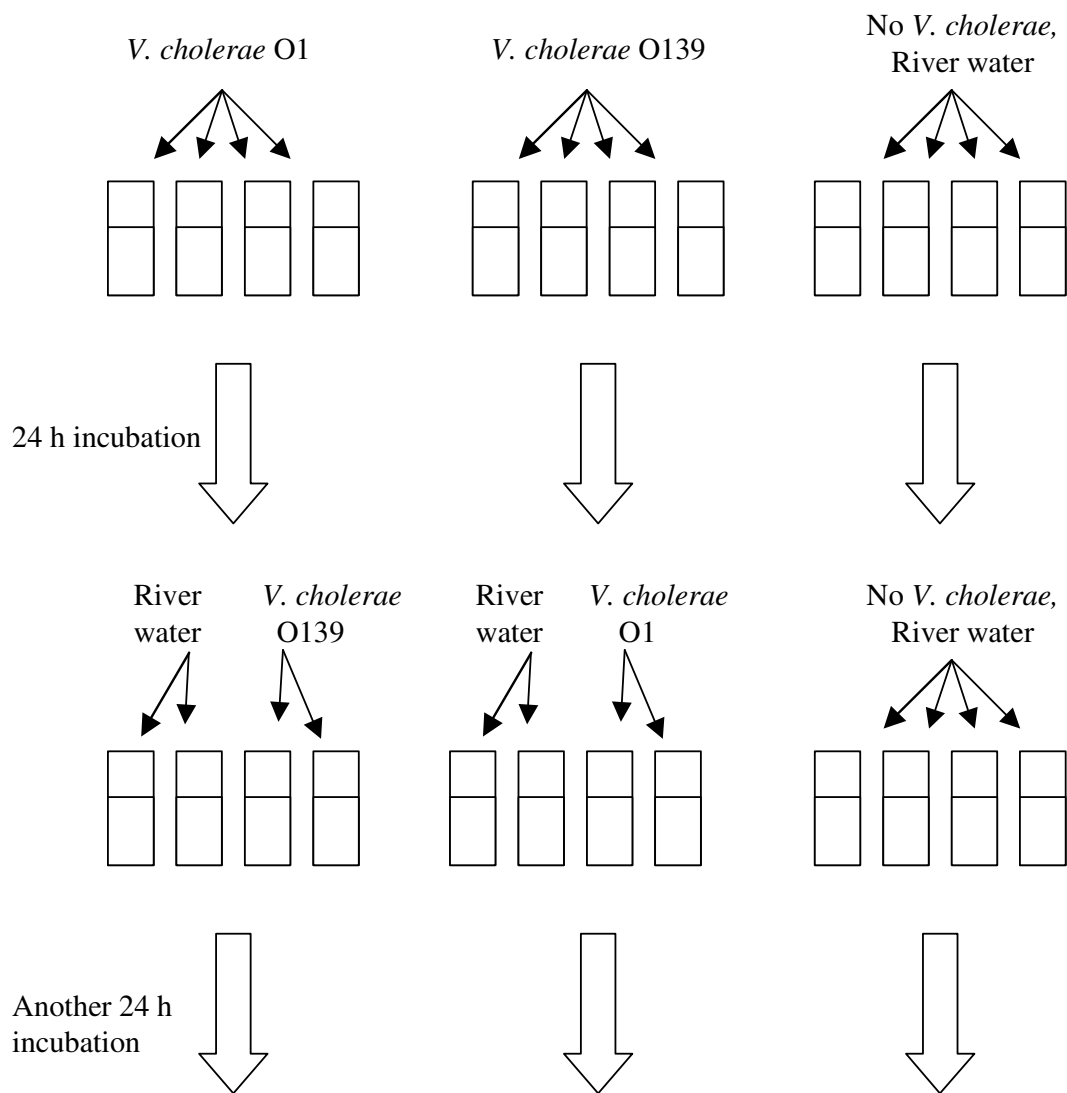 V. cholerae O1
V. cholerae O139
No V. cholerae,
River water
24 h incubation
River
water
V. cholerae
O139
River
water
V. cholerae
O1
No V. cholerae,
River water
Another 24 h
incubation